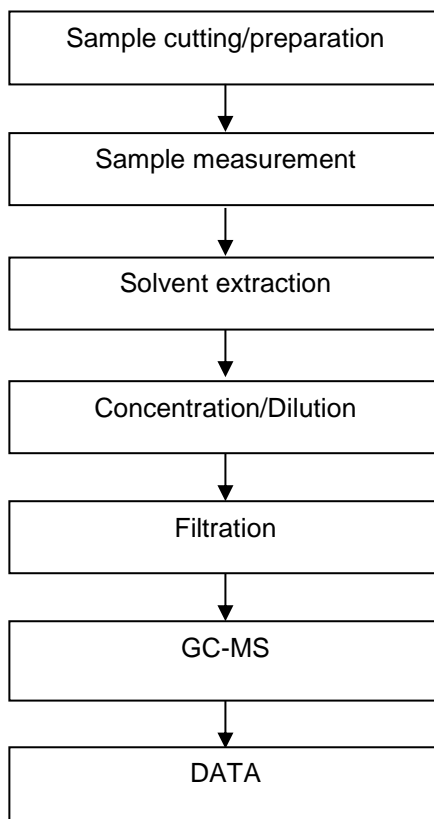 Sample cutting/preparation
Sample measurement
Solvent extraction
Concentration/Dilution
Filtration
GC-MS
DATA